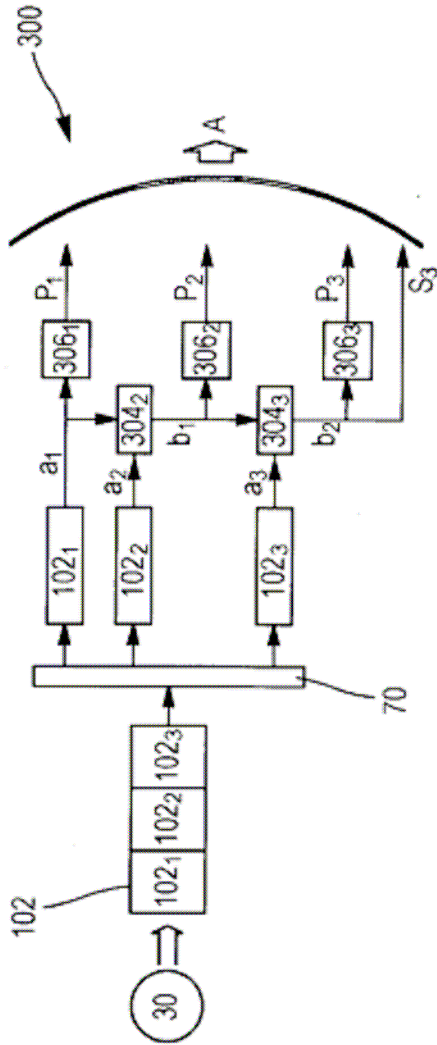 300
A
P₁
P₂
P₃
S₃
306₁
306₂
306₃
a₁
304₂
b₁
304₃
b₂
a₂
a₃
102₁
102₂
102₃
70
102
102₁ 102₂ 102₃
30